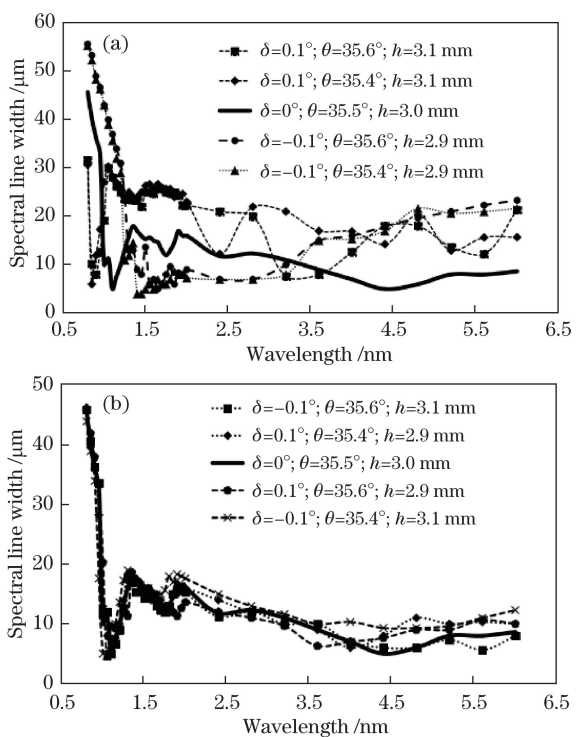 (a)
δ=0.1°; θ=35.6°; h=3.1 mm
δ=0.1°; θ=35.4°; h=3.1 mm
δ=0°; θ=35.5°; h=3.0 mm
δ=−0.1°; θ=35.6°; h=2.9 mm
δ=−0.1°; θ=35.4°; h=2.9 mm
Spectral line width /μm
60
50
40
30
20
10
0
0.5 1.5 2.5 3.5 4.5 5.5 6.5
Wavelength /nm
(b)
δ=−0.1°; θ=35.6°; h=3.1 mm
δ=0.1°; θ=35.4°; h=2.9 mm
δ=0°; θ=35.5°; h=3.0 mm
δ=0.1°; θ=35.6°; h=2.9 mm
δ=−0.1°; θ=35.4°; h=3.1 mm
Spectral line width /μm
50
40
30
20
10
0
0.5 1.5 2.5 3.5 4.5 5.5 6.5
Wavelength /nm